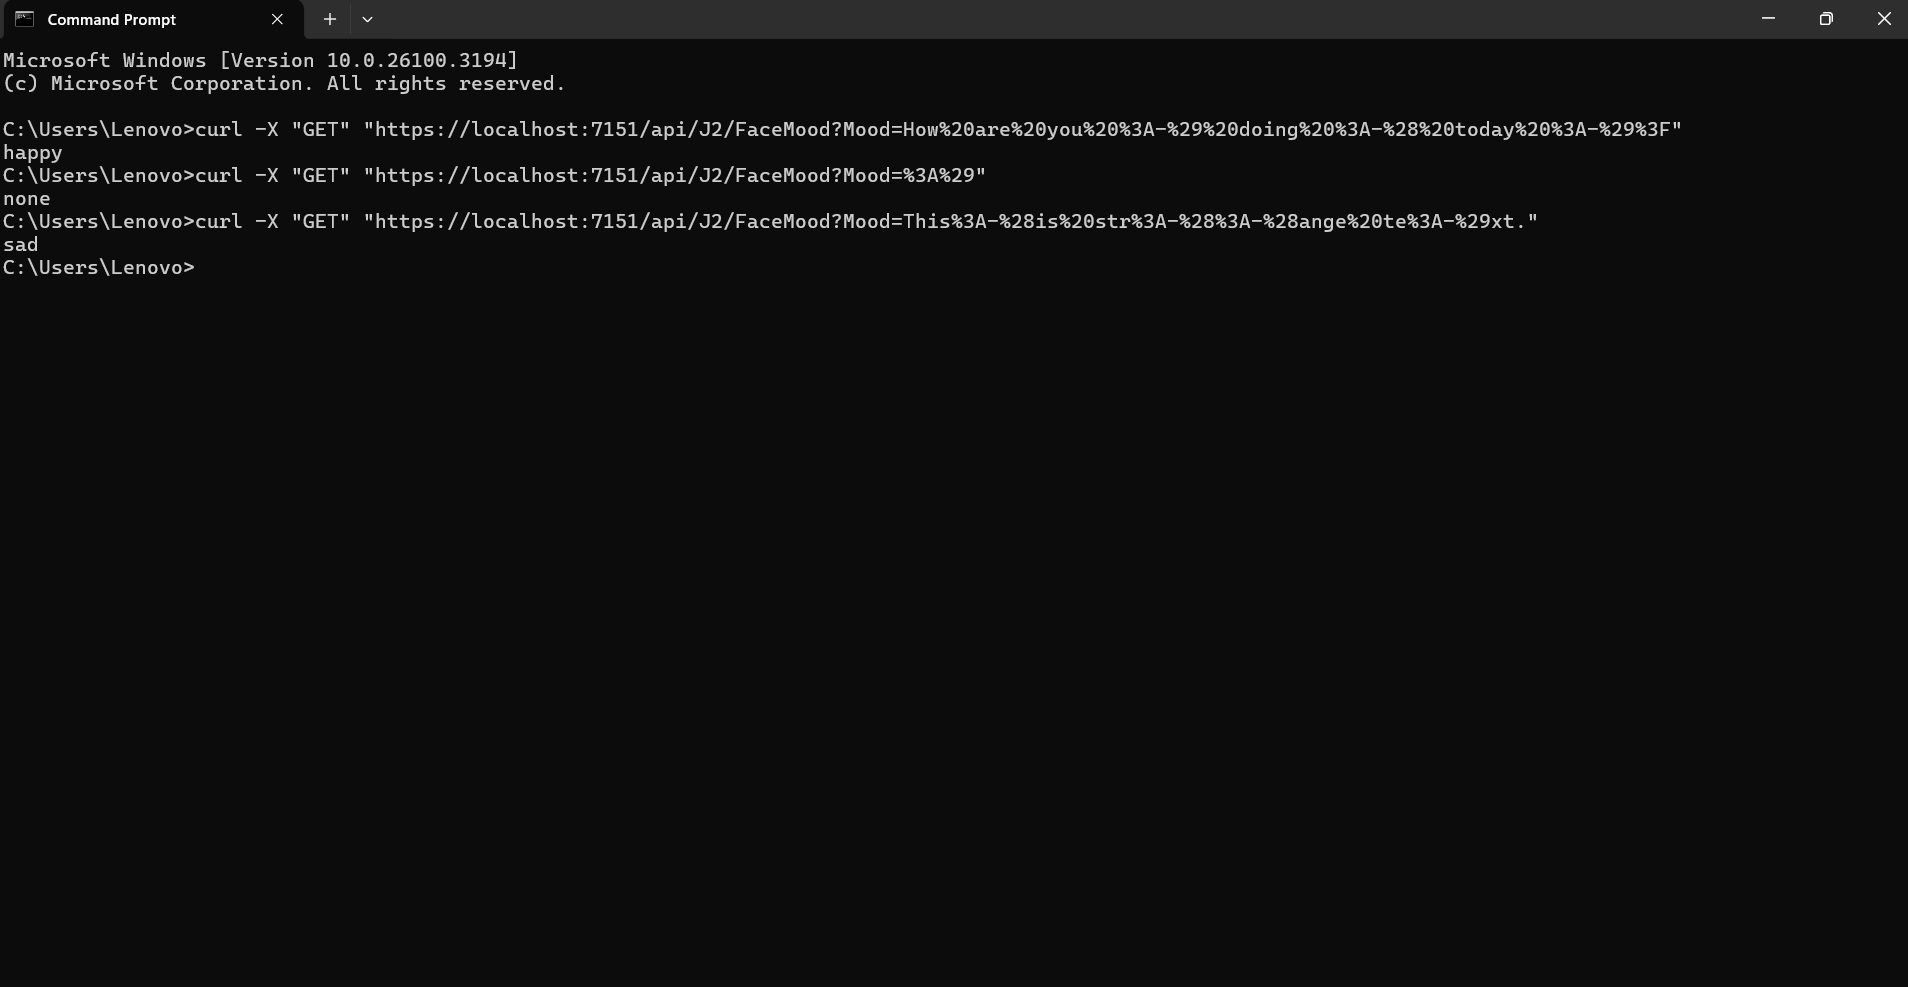 Command Prompt
Microsoft Windows [Version 10.0.26100.3194]
(c) Microsoft Corporation. All rights reserved.
C:\Users\Lenovo>curl -X "GET" "https://localhost:7151/api/J2/FaceMood?Mood=How%20are%20you%20%3A-%29%20doing%20%3A-%28%20today%20%3A-%29%3F"
happy
C:\Users\Lenovo>curl -X "GET" "https://localhost:7151/api/J2/FaceMood?Mood=%3A%29"
none
C:\Users\Lenovo>curl -X "GET" "https://localhost:7151/api/J2/FaceMood?Mood=This%3A-%28is%20str%3A-%28%3A-%28ange%20te%3A-%29xt."
sad
C:\Users\Lenovo>